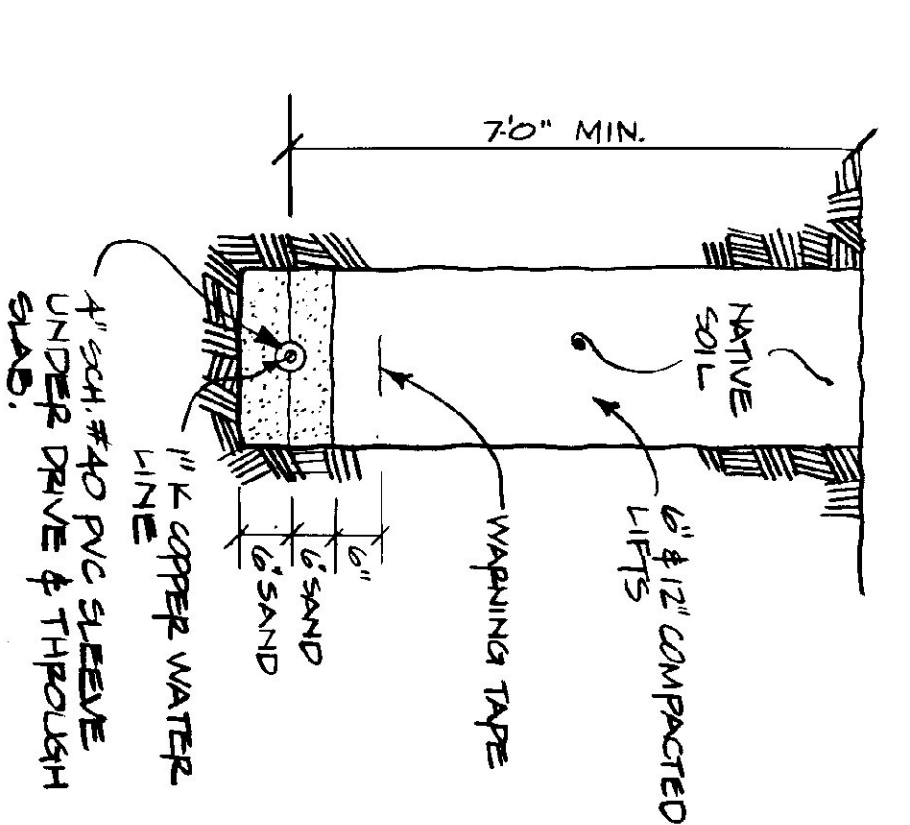 7'0" MIN.
NATIVE
SOIL
6" & 12" COMPACTED
LIFTS
WARNING TAPE
6"
6" SAND
6" SAND
1" K COPPER WATER
LINE
4" SCH. #40 PVC SLEEVE
UNDER DRIVE & THROUGH
SLAB.